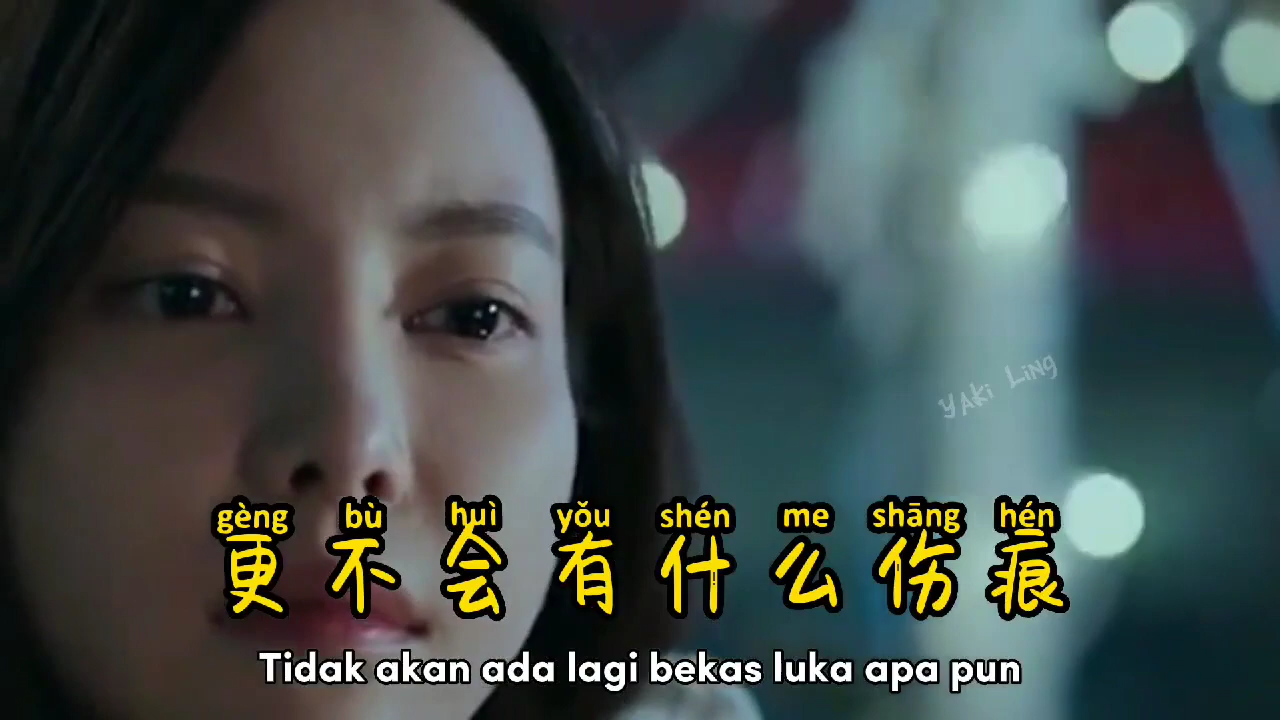 YAki LiNg
gèng bù huì yǒu shén me shāng hén
更不会有什么伤痕
Tidak akan ada lagi bekas luka apa pun